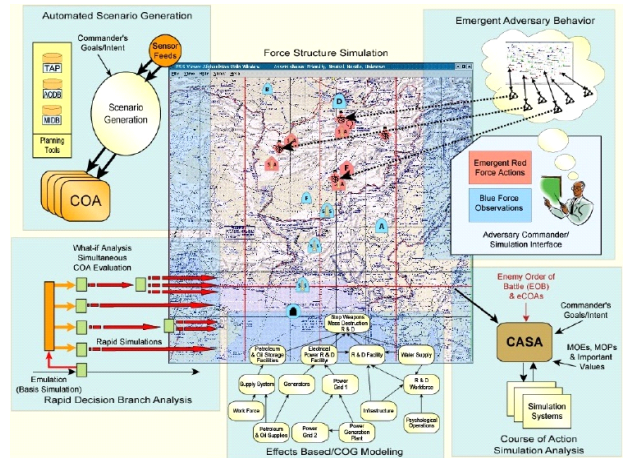 Automated Scenario Generation
Commander's
Goals/Intent
Sensor
Feeds
TAP
MIDB
Scenario
Generation
Planning
Tools
COA
Force Structure Simulation
Emergent Adversary Behavior
Emergent Red
Force Actions
Blue Force
Observations
Adversary Commander/
Simulation Interface
What-if Analysis
Simultaneous
COA Evaluation
Rapid Simulations
Emulation
(Basis Simulation)
Rapid Decision Branch Analysis
Stop Weapons
Mass Destruction
R & D
Petroleum
& Oil Storage
Facilities
Electrical
Power R & D
Facility
R & D Facility
Water Supply
Supply System
Generators
Power
Grid 1
R & D
Workforce
Work Force
Infrastructure
Petroleum
& Oil Supplies
Power
Grid 2
Power
Generation
Plant
Psychological
Operations
Effects Based/COG Modeling
Enemy Order of
Battle (EOB)
& eCOAs
Commander's
Goals/Intent
CASA
MOEs, MOPs
& Important
Values
Simulation
Systems
Course of Action
Simulation Analysis